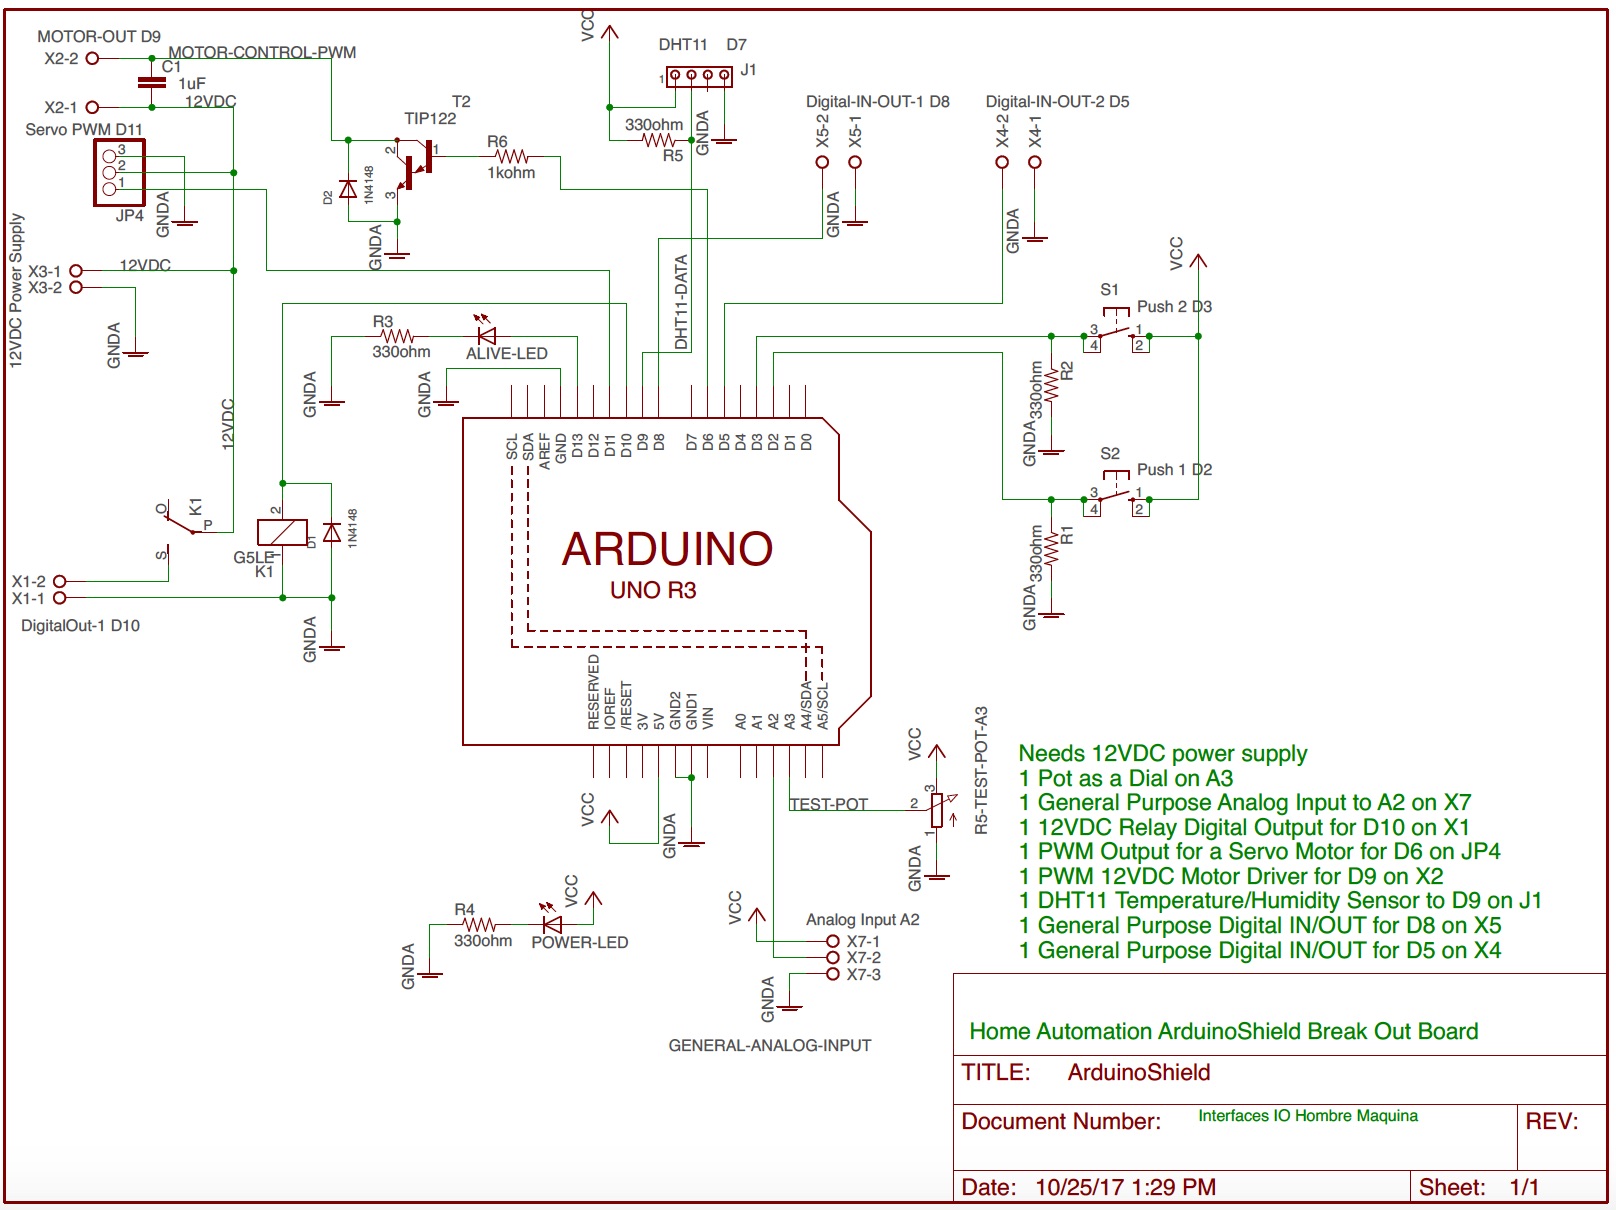 MOTOR-OUT D9
X2-2
MOTOR-CONTROL-PWM
C1
1uF
X2-1
12VDC
Servo PWM D11
3
2
1
JP4
GNDA
12VDC Power Supply
X3-1
12VDC
X3-2
GNDA
12VDC
T2
TIP122
2
1
3
D2
1N4148
GNDA
R6
1kohm
VCC
DHT11 D7
1
J1
330ohm
R5
GNDA
DHT11-DATA
Digital-IN-OUT-1 D8
X5-2
X5-1
GNDA
Digital-IN-OUT-2 D5
X4-2
X4-1
GNDA
VCC
S1
Push 2 D3
3
1
4
2
330ohm
R2
GNDA
S2
Push 1 D2
3
1
4
2
330ohm
R1
GNDA
R3
330ohm
ALIVE-LED
GNDA
GNDA
O
K1
P
S
2
G5LE
1
K1
D1
1N4148
X1-2
X1-1
DigitalOut-1 D10
GNDA
SCL
SDA
AREF
GND
D13
D12
D11
D10
D9
D8
D7
D6
D5
D4
D3
D2
D1
D0
ARDUINO
UNO R3
RESERVED
IOREF
/RESET
3V
5V
GND2
GND1
VIN
A0
A1
A2
A3
A4/SDA
A5/SCL
VCC
GNDA
TEST-POT
VCC
3
2
1
R5-TEST-POT-A3
GNDA
R4
330ohm
POWER-LED
VCC
GNDA
VCC
Analog Input A2
X7-1
X7-2
X7-3
GNDA
GENERAL-ANALOG-INPUT
Needs 12VDC power supply
1 Pot as a Dial on A3
1 General Purpose Analog Input to A2 on X7
1 12VDC Relay Digital Output for D10 on X1
1 PWM Output for a Servo Motor for D6 on JP4
1 PWM 12VDC Motor Driver for D9 on X2
1 DHT11 Temperature/Humidity Sensor to D9 on J1
1 General Purpose Digital IN/OUT for D8 on X5
1 General Purpose Digital IN/OUT for D5 on X4
Home Automation ArduinoShield Break Out Board
TITLE: ArduinoShield
Document Number: Interfaces IO Hombre Maquina
REV:
Date: 10/25/17 1:29 PM
Sheet: 1/1